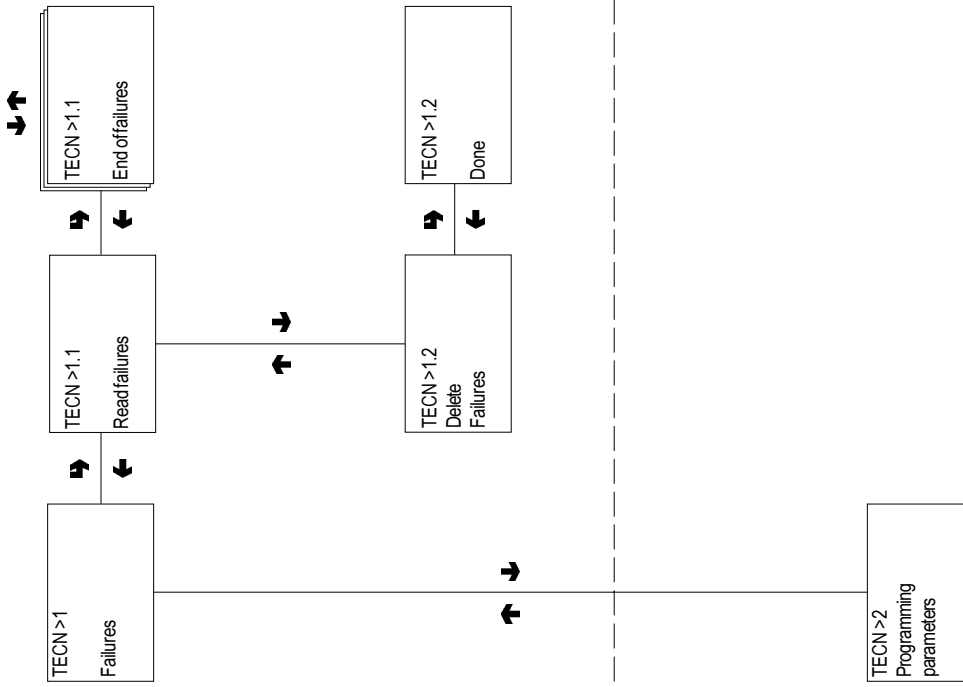 TECN >1
Failures
TECN >1.1
Read failures
TECN >1.1
End of failures
TECN >1.2
Delete
Failures
TECN >1.2
Done
TECN >2
Programming
parameters